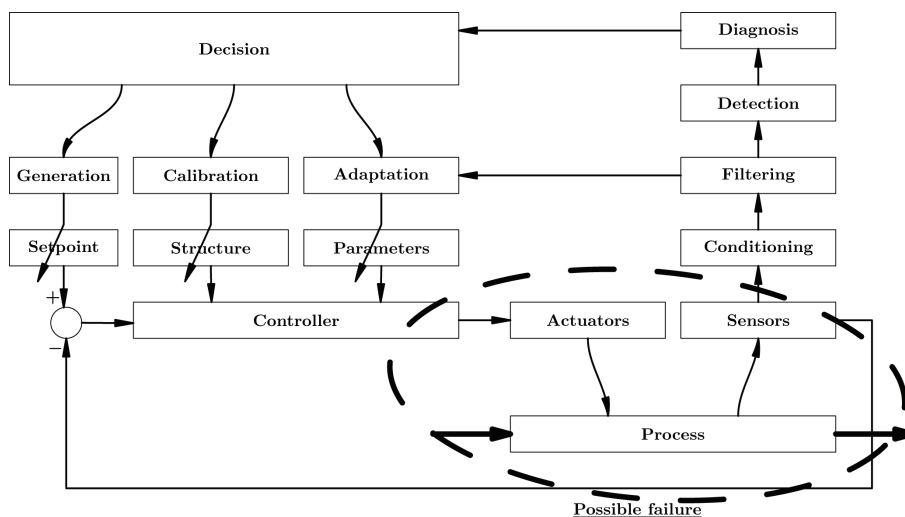 Decision
Diagnosis
Detection
Generation
Calibration
Adaptation
Filtering
Setpoint
Structure
Parameters
Conditioning
+
Controller
Actuators
Sensors
−
Process
Possible failure